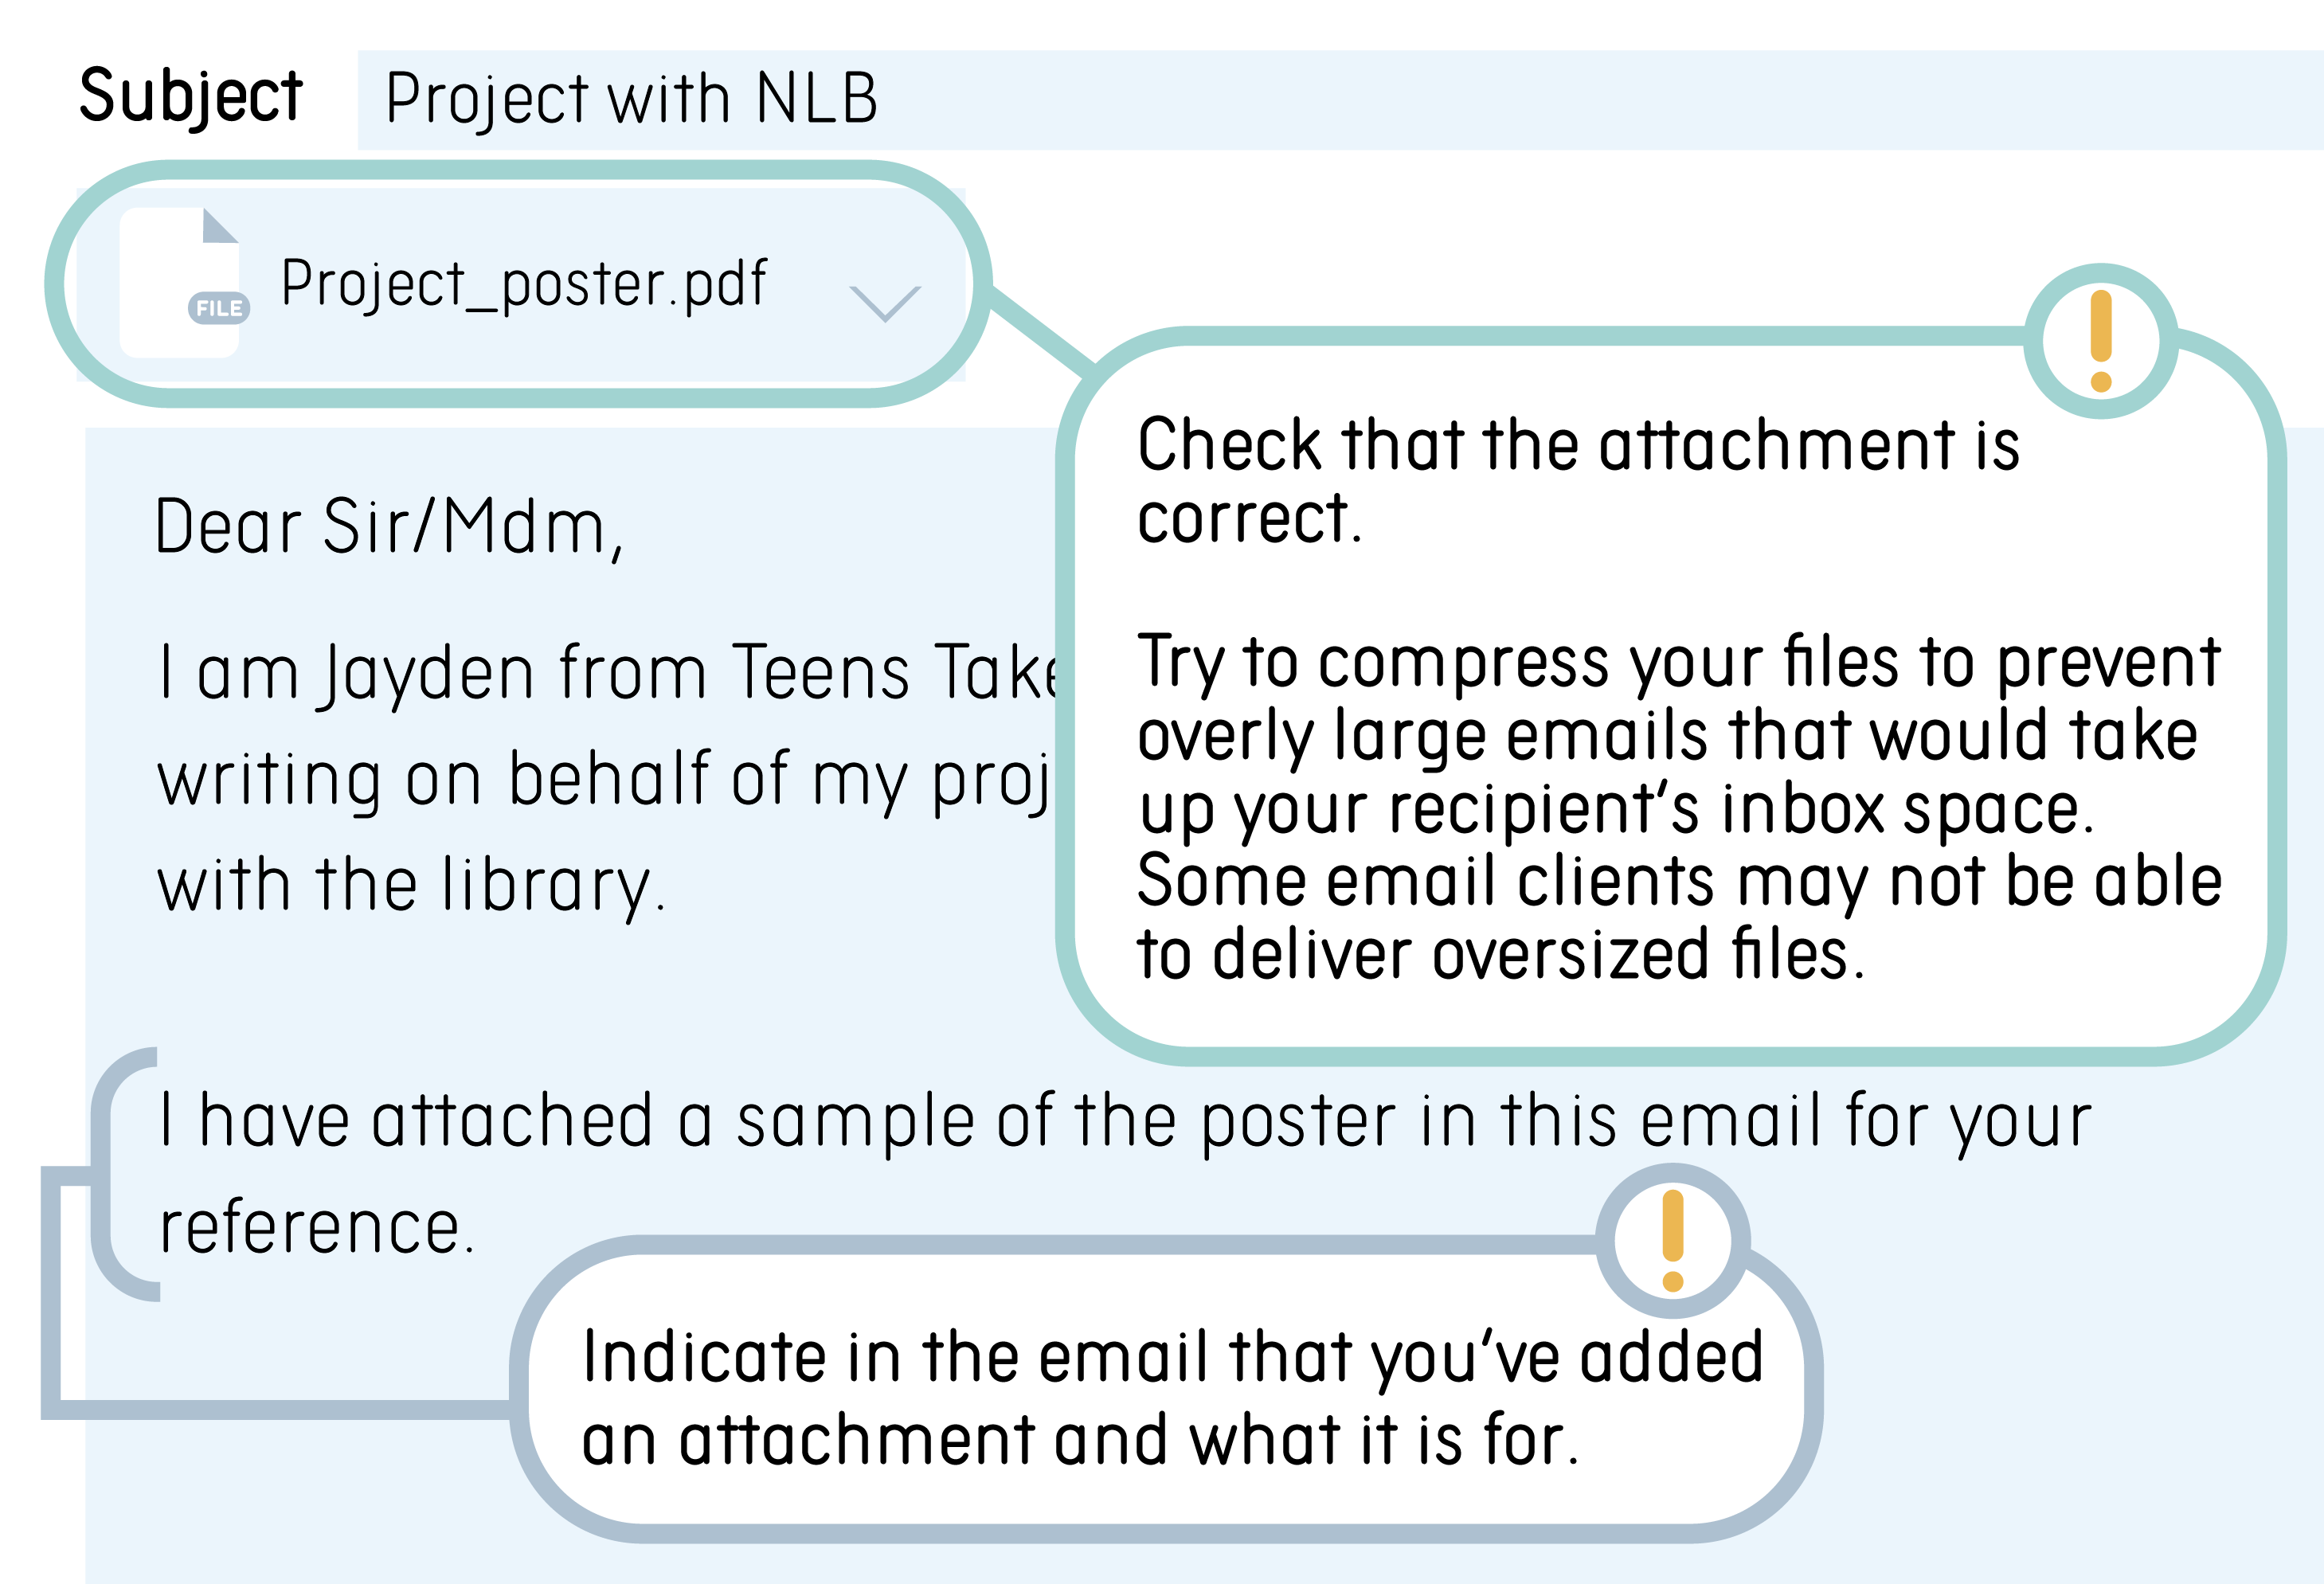 Subject Project with NLB
FILE
Project_poster.pdf
Dear Sir/Mdm,
I am Jayden from Teens Take
writing on behalf of my proj
with the library.
Check that the attachment is
correct.
Try to compress your files to prevent
overly large emails that would take
up your recipient’s inbox space.
Some email clients may not be able
to deliver oversized files.
I have attached a sample of the poster in this email for your
reference.
Indicate in the email that you’ve added
an attachment and what it is for.